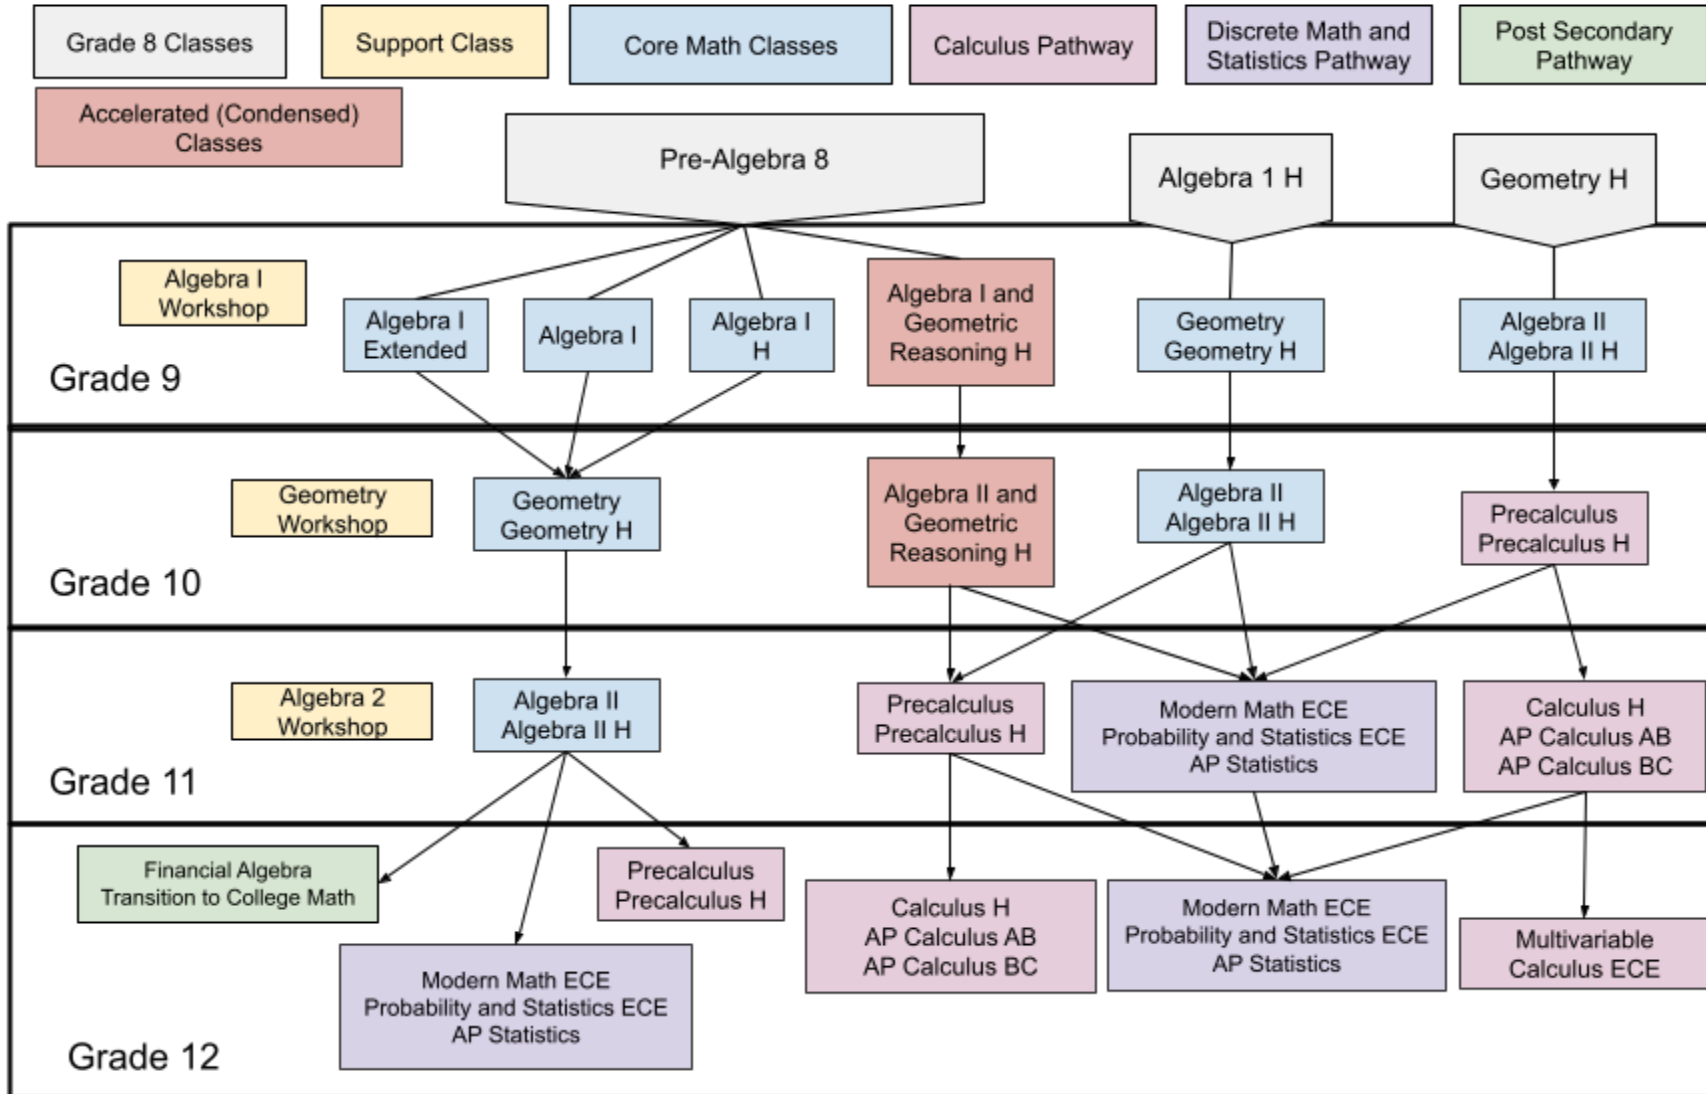 Grade 8 Classes
Support Class
Core Math Classes
Calculus Pathway
Discrete Math and
Statistics Pathway
Post Secondary
Pathway
Accelerated (Condensed)
Classes
Pre-Algebra 8
Algebra 1 H
Geometry H
Grade 9
Algebra I
Workshop
Algebra I
Extended
Algebra I
Algebra I
H
Algebra I and
Geometric
Reasoning H
Geometry
Geometry H
Algebra II
Algebra II H
Grade 10
Geometry
Workshop
Geometry
Geometry H
Algebra II and
Geometric
Reasoning H
Algebra II
Algebra II H
Precalculus
Precalculus H
Grade 11
Algebra 2
Workshop
Algebra II
Algebra II H
Precalculus
Precalculus H
Modern Math ECE
Probability and Statistics ECE
AP Statistics
Calculus H
AP Calculus AB
AP Calculus BC
Grade 12
Financial Algebra
Transition to College Math
Modern Math ECE
Probability and Statistics ECE
AP Statistics
Precalculus
Precalculus H
Calculus H
AP Calculus AB
AP Calculus BC
Modern Math ECE
Probability and Statistics ECE
AP Statistics
Multivariable
Calculus ECE